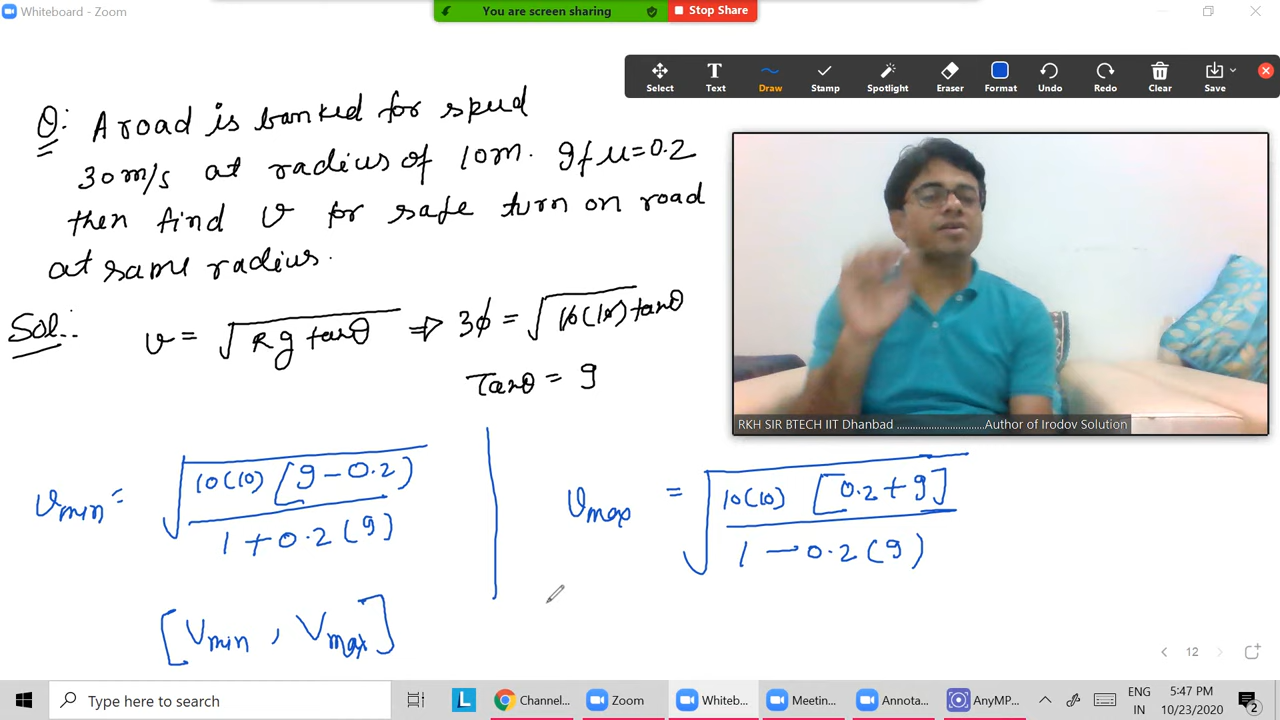 Whiteboard - Zoom
You are screen sharing
Stop Share
Select
Text
Draw
Stamp
Spotlight
Eraser
Format
Undo
Redo
Clear
Save
Q: A road is banked for speed
30 m/s at radius of 10m. If μ=0.2
then find v for safe turn on road
at same radius.
Sol:
v = √Rg tanθ ⇒ 30 = √10(10) tanθ
Tanθ = 9
RKH SIR BTECH IIT Dhanbad ................................Author of Irodov Solution
Vmin = √10(10) [9 - 0.2) / 1 + 0.2(9)
Vmax = √10(10) [0.2 + 9] / 1 - 0.2(9)
[Vmin , Vmax]
12
Type here to search
L
Channel...
Zoom
Whiteb...
Meetin...
Annota...
AnyMP...
ENG
IN
5:47 PM
10/23/2020
2